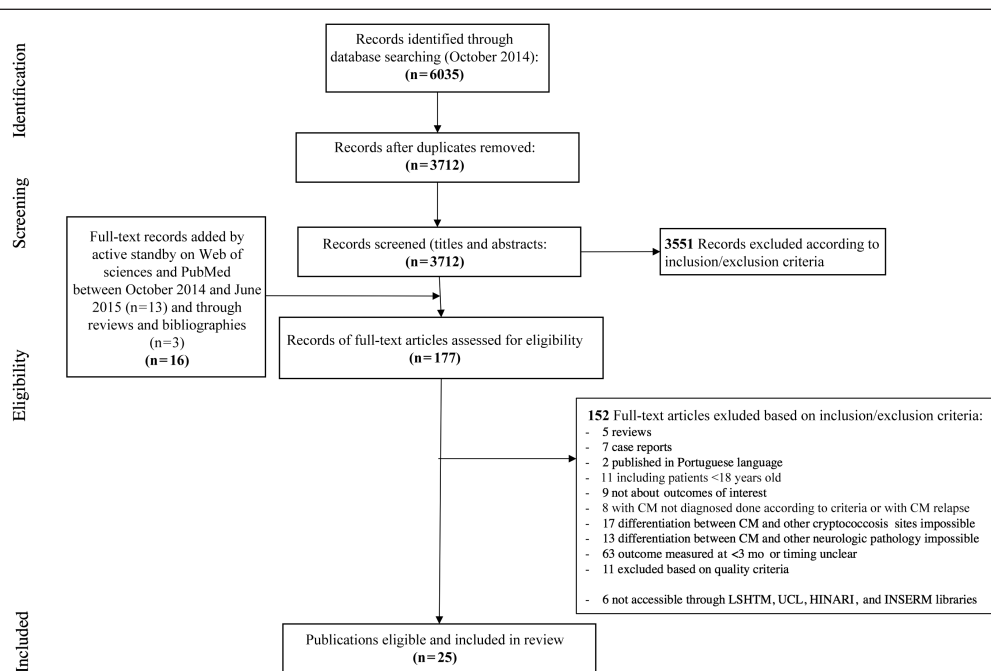 Identification
Records identified through
database searching (October 2014):
(n=6035)
Records after duplicates removed:
(n=3712)
Screening
Records screened (titles and abstracts:
(n=3712)
3551 Records excluded according to
inclusion/exclusion criteria
Full-text records added by
active standby on Web of
sciences and PubMed
between October 2014 and June
2015 (n=13) and through
reviews and bibliographies
(n=3)
(n=16)
Eligibility
Records of full-text articles assessed for eligibility
(n=177)
152 Full-text articles exluded based on inclusion/exclusion criteria:
- 5 reviews
- 7 case reports
- 2 published in Portuguese language
- 11 including patients <18 years old
- 9 not about outcomes of interest
- 8 with CM not diagnosed done according to criteria or with CM relapse
- 17 differentiation between CM and other cryptococcosis sites impossible
- 13 differentiation between CM and other neurologic pathology impossible
- 63 outcome measured at <3 mo or timing unclear
- 11 excluded based on quality criteria
- 6 not accessible through LSHTM, UCL, HINARI, and INSERM libraries
Included
Publications eligible and included in review
(n=25)